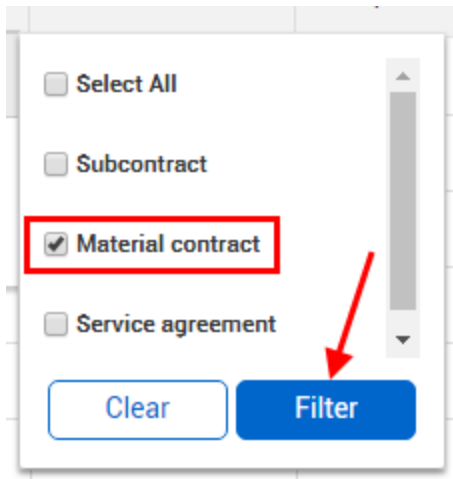 Select All
Subcontract
Material contract
Service agreement
Clear Filter